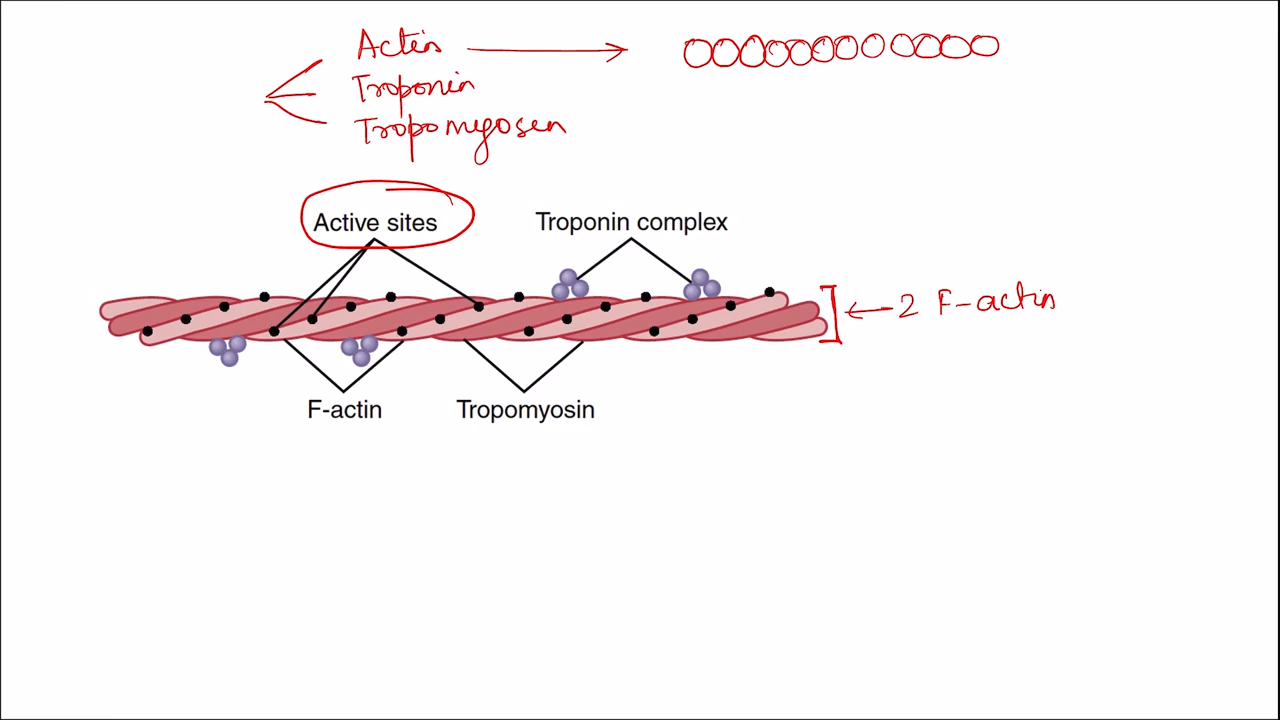 Actin
Troponin
Tropomyosen
Active sites
Troponin complex
2 F-actin
F-actin
Tropomyosin